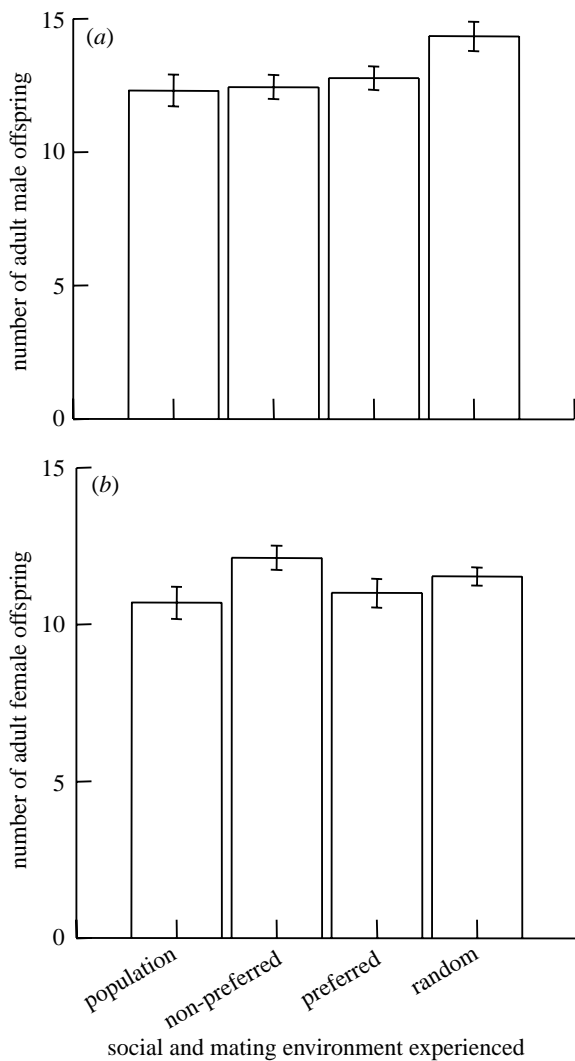 15
(a)
10
5
0
number of adult male offspring
15
(b)
10
5
0
number of adult female offspring
population
non-preferred
preferred
random
social and mating environment experienced